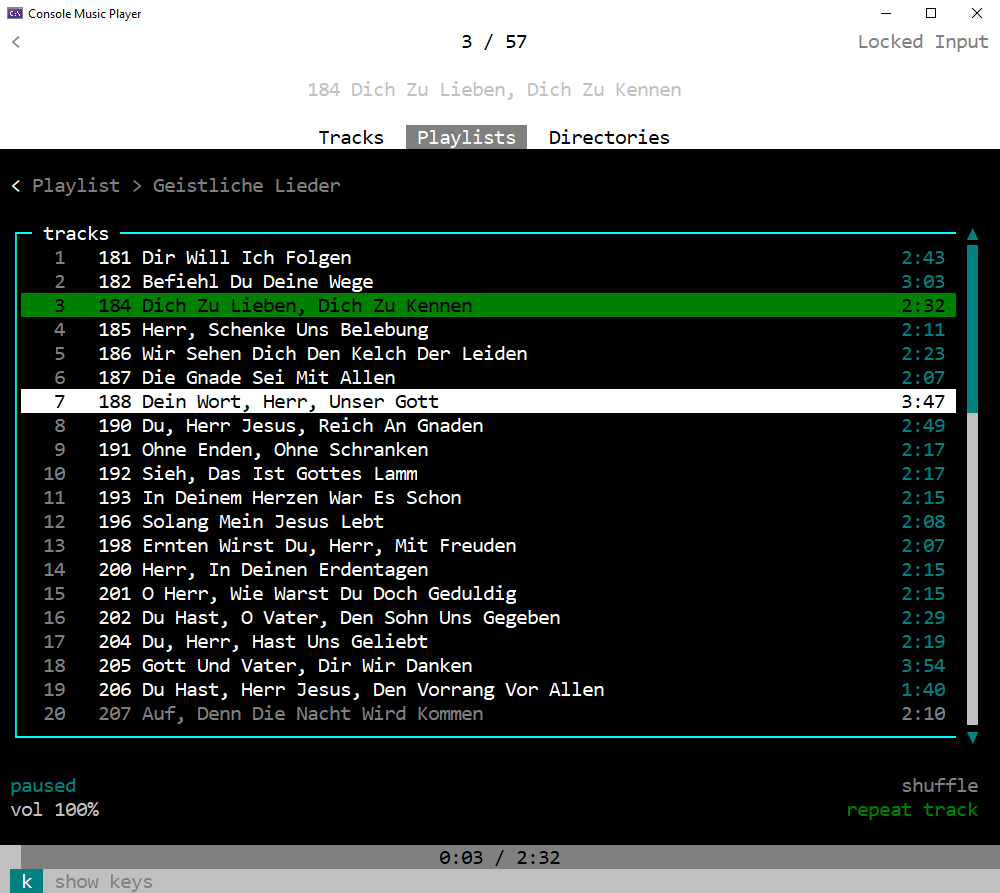 Console Music Player
< 3 / 57 Locked Input
184 Dich Zu Lieben, Dich Zu Kennen
Tracks Playlists Directories
< Playlist > Geistliche Lieder
tracks
1 181 Dir Will Ich Folgen 2:43
2 182 Befiehl Du Deine Wege 3:03
3 184 Dich Zu Lieben, Dich Zu Kennen 2:32
4 185 Herr, Schenke Uns Belebung 2:11
5 186 Wir Sehen Dich Den Kelch Der Leiden 2:23
6 187 Die Gnade Sei Mit Allen 2:07
7 188 Dein Wort, Herr, Unser Gott 3:47
8 190 Du, Herr Jesus, Reich An Gnaden 2:49
9 191 Ohne Enden, Ohne Schranken 2:17
10 192 Sieh, Das Ist Gottes Lamm 2:17
11 193 In Deinem Herzen War Es Schon 2:15
12 196 Solang Mein Jesus Lebt 2:08
13 198 Ernten Wirst Du, Herr, Mit Freuden 2:07
14 200 Herr, In Deinen Erdentagen 2:15
15 201 O Herr, Wie Warst Du Doch Geduldig 2:15
16 202 Du Hast, O Vater, Den Sohn Uns Gegeben 2:29
17 204 Du, Herr, Hast Uns Geliebt 2:19
18 205 Gott Und Vater, Dir Wir Danken 3:54
19 206 Du Hast, Herr Jesus, Den Vorrang Vor Allen 1:40
20 207 Auf, Denn Die Nacht Wird Kommen 2:10
paused shuffle
vol 100% repeat track
0:03 / 2:32
k show keys